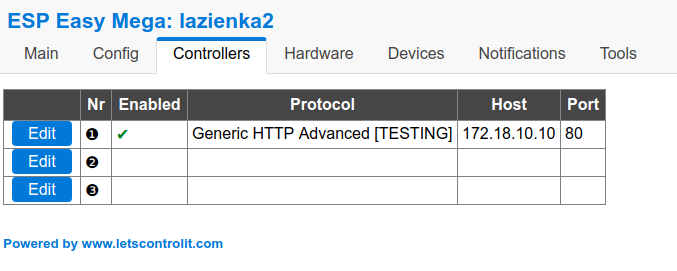 ESP Easy Mega: lazienka2
Main Config Controllers Hardware Devices Notifications Tools
Nr Enabled Protocol Host Port
Edit ❶ ✔ Generic HTTP Advanced [TESTING] 172.18.10.10 80
Edit ❷
Edit ❸
Powered by www.letscontrolit.com